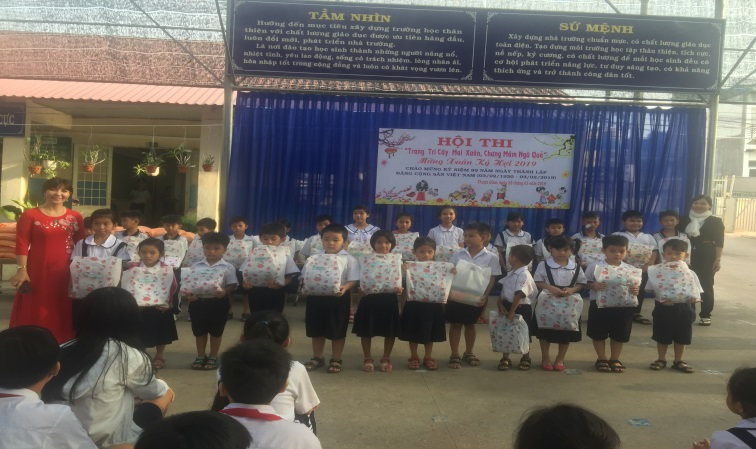 TẦM NHÌN
Hướng đến mục tiêu xây dựng trường học thân
thiện với chất lượng giáo dục được ưu tiên hàng đầu,
luôn đổi mới, phát triển nhà trường.
Là nơi đào tạo học sinh thành những người năng nổ,
nhiệt tình, yêu lao động, sống có trách nhiệm, lòng nhân ái,
hòa nhập tốt trong cộng đồng và luôn có khát vọng vươn lên.
SỨ MỆNH
Xây dựng nhà trường chuẩn mực, có chất lượng giáo dục
toàn diện. Tạo dựng môi trường học tập thân thiện, tích cực,
nề nếp, kỷ cương, có chất lượng để mỗi học sinh đều có
cơ hội phát triển năng lực, tư duy sáng tạo, có khả năng
thích ứng và trở thành công dân tốt.
CỰC
HỘI THI
"Trang Trí Cây Mai Xuân, Chưng Mâm Ngũ Quả"
Mừng Xuân Kỷ Hợi 2019
CHÀO MỪNG KỶ NIỆM 89 NĂM NGÀY THÀNH LẬP
ĐẢNG CỘNG SẢN VIỆT NAM (03/02/1930 - 03/02/2019)